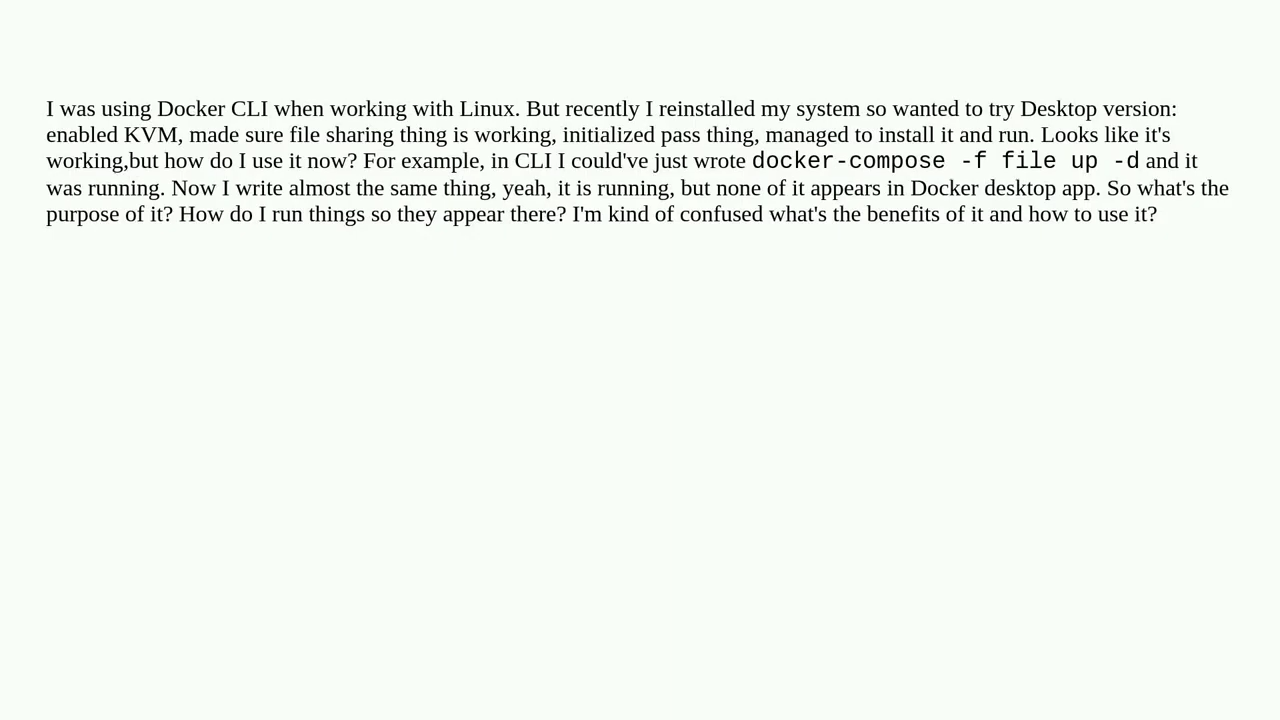 I was using Docker CLI when working with Linux. But recently I reinstalled my system so wanted to try Desktop version:
enabled KVM, made sure file sharing thing is working, initialized pass thing, managed to install it and run. Looks like it's
working,but how do I use it now? For example, in CLI I could've just wrote docker-compose -f file up -d and it
was running. Now I write almost the same thing, yeah, it is running, but none of it appears in Docker desktop app. So what's the
purpose of it? How do I run things so they appear there? I'm kind of confused what's the benefits of it and how to use it?